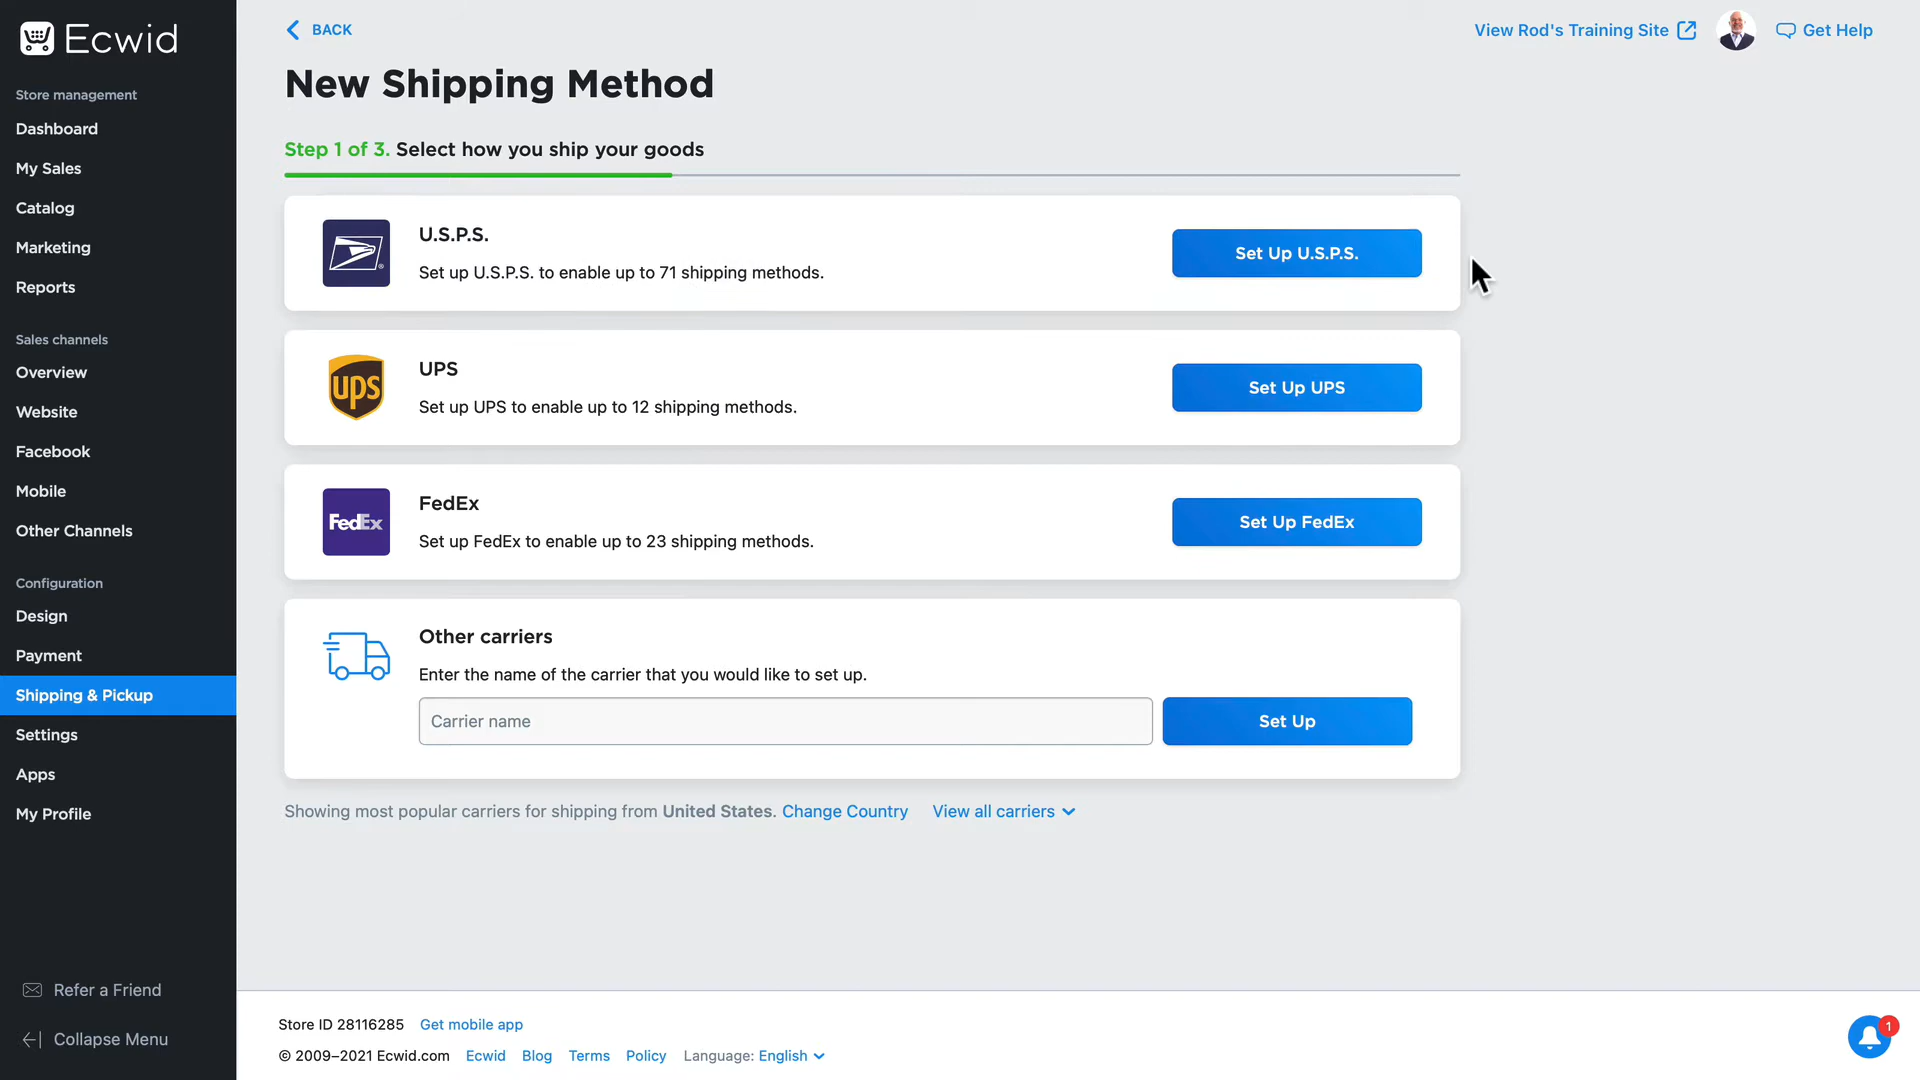 Ecwid
Store management
Dashboard
My Sales
Catalog
Marketing
Reports
Sales channels
Overview
Website
Facebook
Mobile
Other Channels
Configuration
Design
Payment
Shipping & Pickup
Settings
Apps
My Profile
Refer a Friend
Collapse Menu
BACK
View Rod's Training Site
Get Help
New Shipping Method
Step 1 of 3. Select how you ship your goods
U.S.P.S.
Set up U.S.P.S. to enable up to 71 shipping methods.
Set Up U.S.P.S.
ups
UPS
Set up UPS to enable up to 12 shipping methods.
Set Up UPS
FedEx
FedEx
Set up FedEx to enable up to 23 shipping methods.
Set Up FedEx
Other carriers
Enter the name of the carrier that you would like to set up.
Carrier name
Set Up
Showing most popular carriers for shipping from United States. Change Country View all carriers
Store ID 28116285 Get mobile app
© 2009–2021 Ecwid.com Ecwid Blog Terms Policy Language: English
1